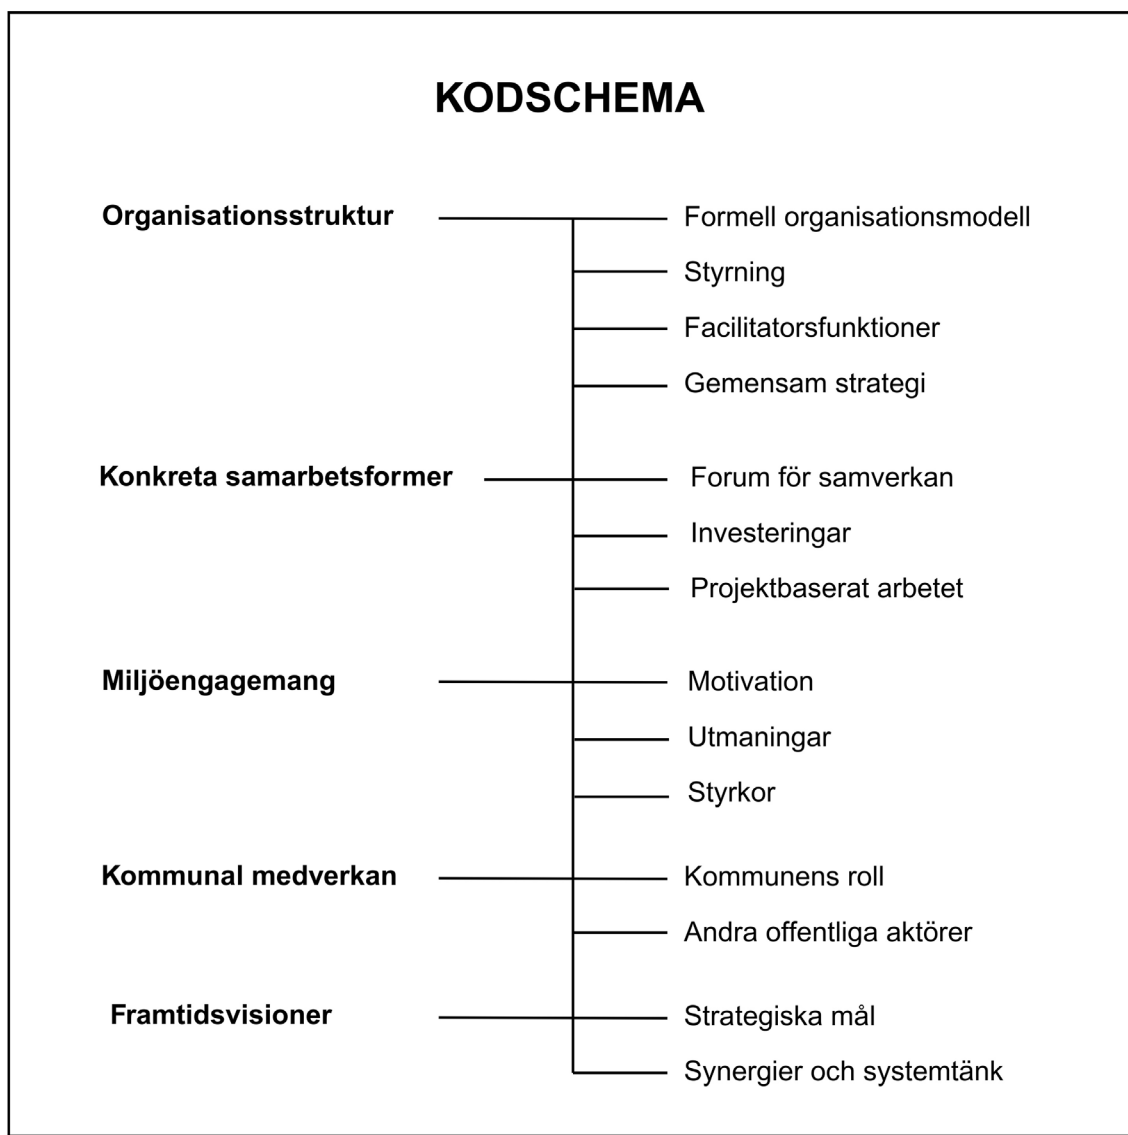 KODSCHEMA
Organisationsstruktur
Formell organisationsmodell
Styrning
Facilitatorsfunktioner
Gemensam strategi
Konkreta samarbetsformer
Forum för samverkan
Investeringar
Projektbaserat arbetet
Miljöengagemang
Motivation
Utmaningar
Styrkor
Kommunal medverkan
Kommunens roll
Andra offentliga aktörer
Framtidsvisioner
Strategiska mål
Synergier och systemtänk